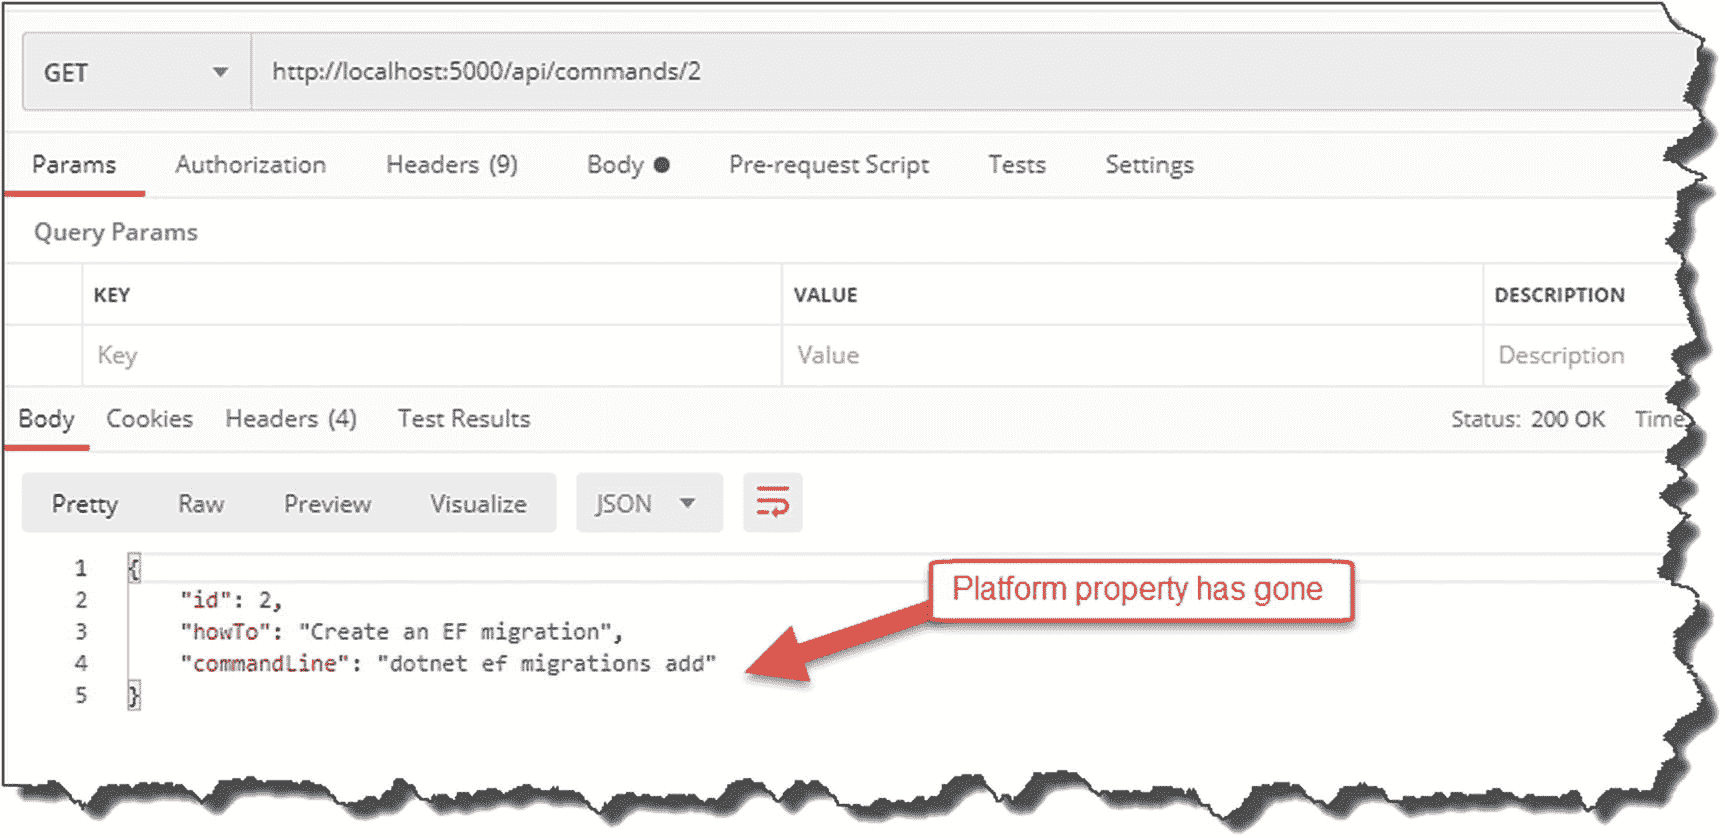 GET http://localhost:5000/api/commands/2
Params Authorization Headers (9) Body Pre-request Script Tests Settings
Query Params
KEY VALUE DESCRIPTION
Key Value Description
Body Cookies Headers (4) Test Results Status: 200 OK Time
Pretty Raw Preview Visualize JSON
1 {
Platform property has gone
2 "id": 2,
3 "howTo": "Create an EF migration",
4 "commandLine": "dotnet ef migrations add"
5 }